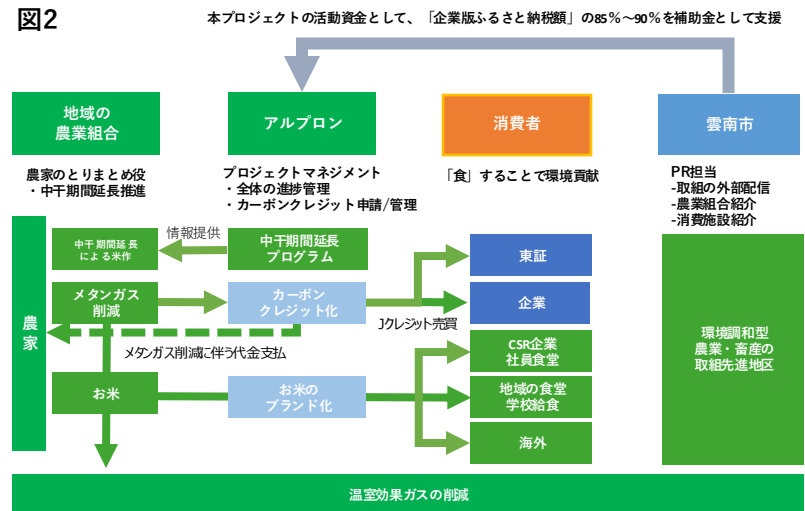 図2
本プロジェクトの活動資金として、「企業版ふるさと納税額」の85%～90%を補助金として支援
地域の
農業組合
アルプロン
消費者
雲南市
農家のとりまとめ役
・中干期間延長推進
プロジェクトマネジメント
・全体の進捗管理
・カーボンクレジット申請/管理
「食」することで環境貢献
PR担当
-取組の外部配信
-農業組合紹介
-消費施設紹介
農家
中干期間延長
による米作
情報提供
中干期間延長
プログラム
東証
メタンガス
削減
カーボン
クレジット化
企業
Jクレジット売買
メタンガス削減に伴う代金支払
CSR企業
社員食堂
環境調和型
農業・畜産の
取組先進地区
お米
お米の
ブランド化
地域の食堂
学校給食
海外
温室効果ガスの削減